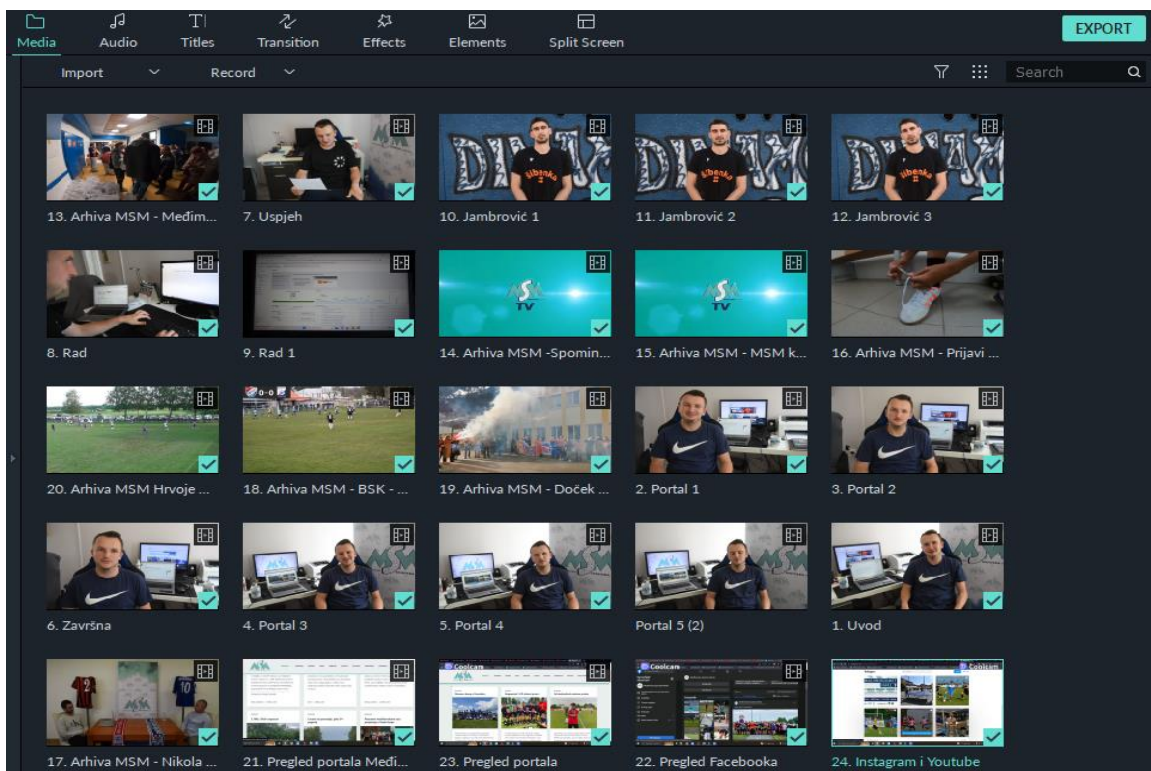 Media
Audio
Titles
Transition
Effects
Elements
Split Screen
EXPORT
Import
Record
Search
13. Arhiva MSM - Međim...
7. Uspjeh
10. Jambrović 1
11. Jambrović 2
12. Jambrović 3
8. Rad
9. Rad 1
14. Arhiva MSM -Spomin...
15. Arhiva MSM - MSM k...
16. Arhiva MSM - Prijavi ...
20. Arhiva MSM Hrvoje ...
18. Arhiva MSM - BSK - ...
19. Arhiva MSM - Doček ...
2. Portal 1
3. Portal 2
6. Završna
4. Portal 3
5. Portal 4
Portal 5 (2)
1. Uvod
17. Arhiva MSM - Nikola ...
21. Pregled portala Međi...
23. Pregled portala
22. Pregled Facebooka
24. Instagram i Youtube